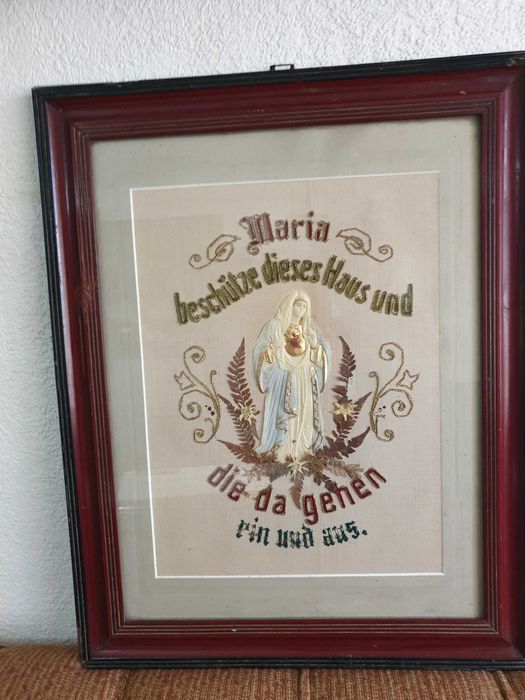 Maria
beschütze dieses Haus und
die da gehen
ein und aus.